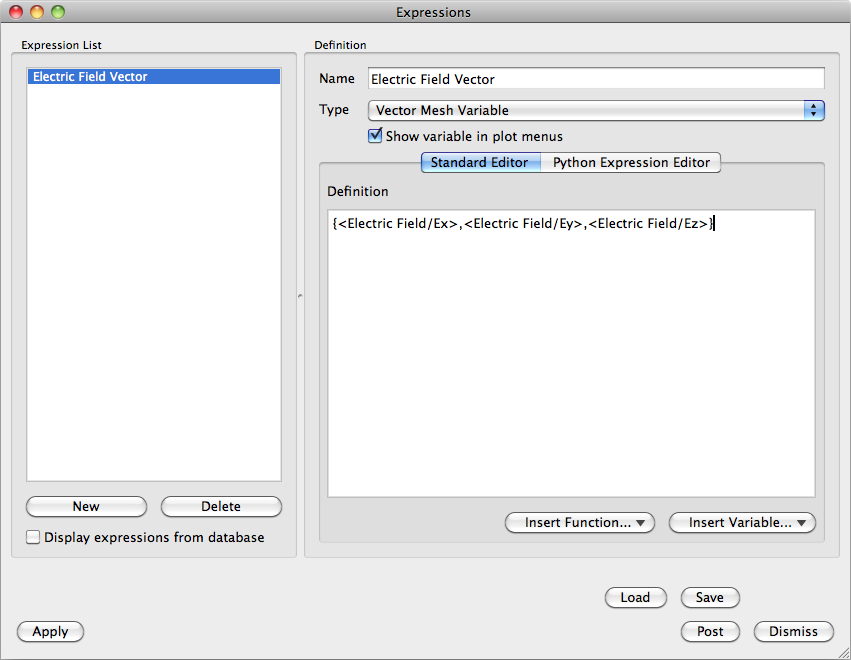 Expressions
Expression List
Electric Field Vector
New
Delete
Display expressions from database
Definition
Name
Electric Field Vector
Type
Vector Mesh Variable
Show variable in plot menus
Standard Editor
Python Expression Editor
Definition
{<Electric Field/Ex>,<Electric Field/Ey>,<Electric Field/Ez>}
Insert Function...
Insert Variable...
Load
Save
Apply
Post
Dismiss